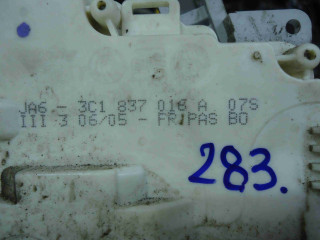 JA6 - 3C1 837 016 A 07S
III 3 06/05 - FR.PAS BO
283.